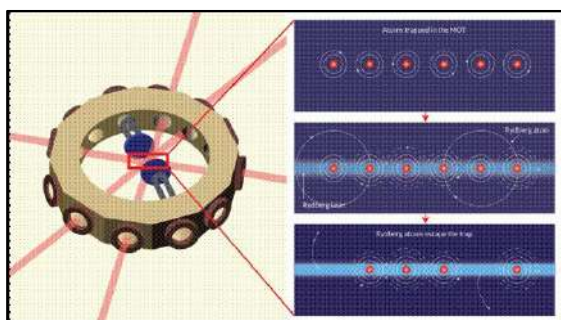 Atoms trapped in the MOT
Rydberg atom
Rydberg laser
Rydberg atoms escape the trap